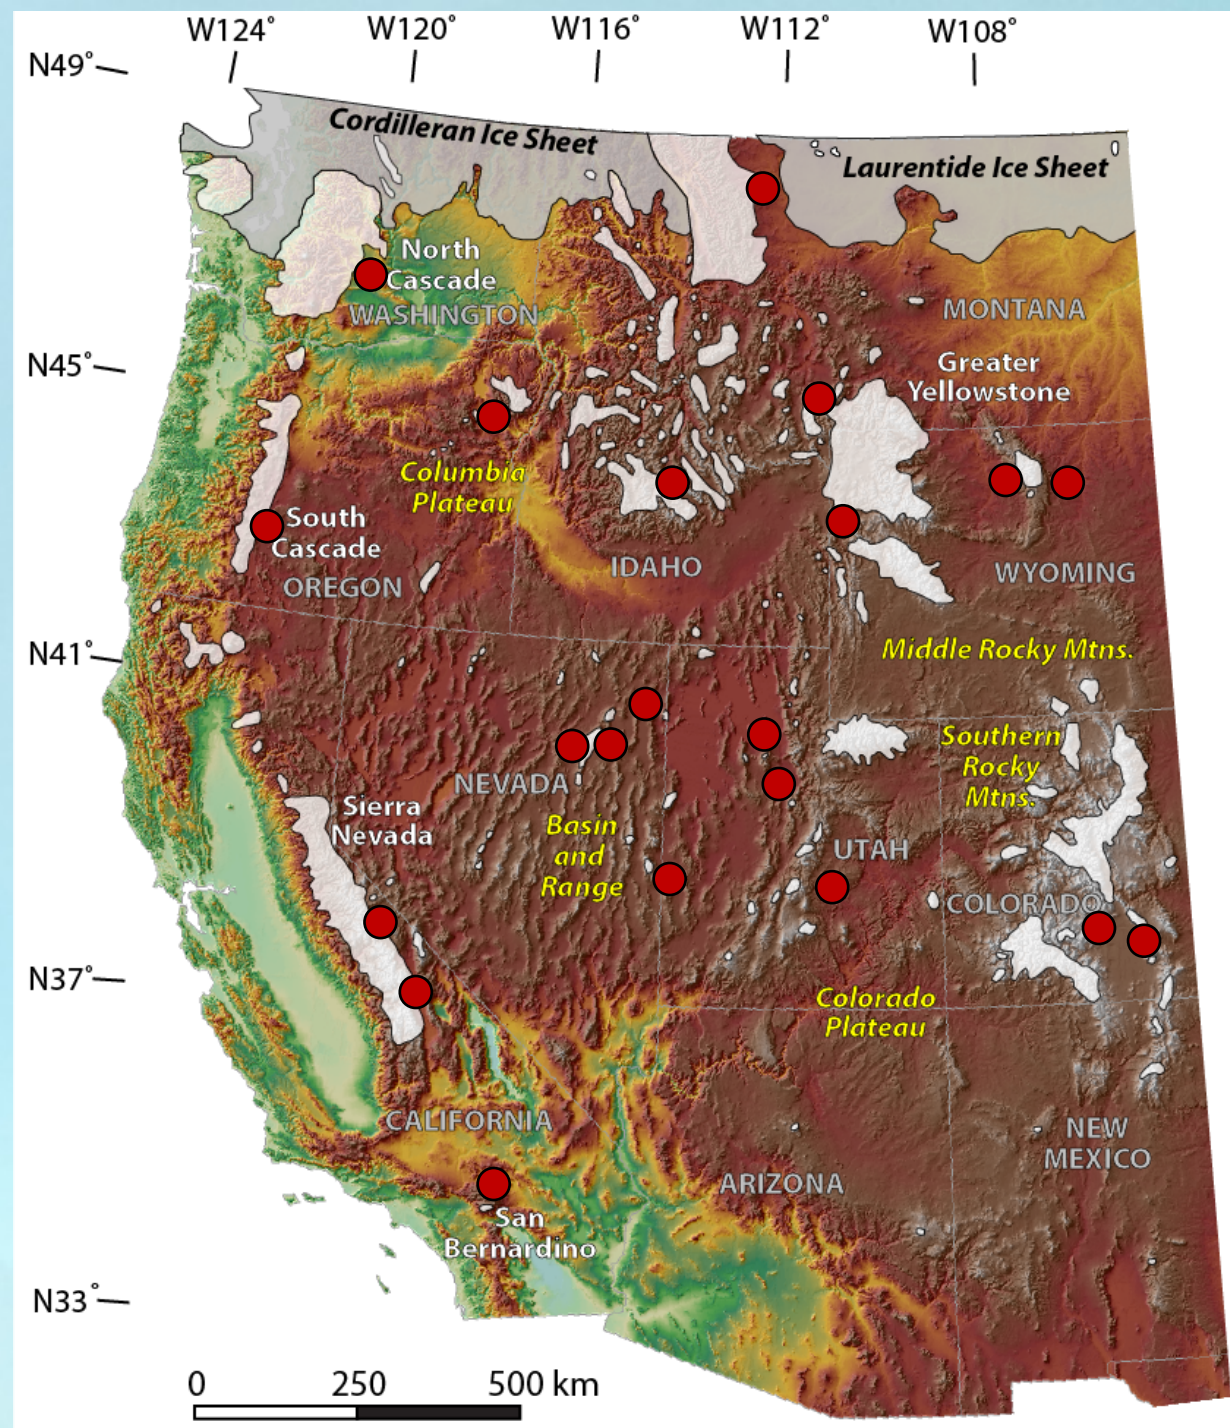 W124°
W120°
W116°
W112°
W108°
N49°
Cordilleran Ice Sheet
Laurentide Ice Sheet
North
Cascade
WASHINGTON
MONTANA
N45°
Greater
Yellowstone
Columbia
Plateau
South
Cascade
OREGON
IDAHO
WYOMING
N41°
Middle Rocky Mtns.
Southern
Rocky
Mtns.
NEVADA
Sierra
Nevada
Basin
and
Range
UTAH
COLORADO
N37°
Colorado
Plateau
CALIFORNIA
NEW
MEXICO
ARIZONA
San
Bernardino
N33°
0 250 500 km